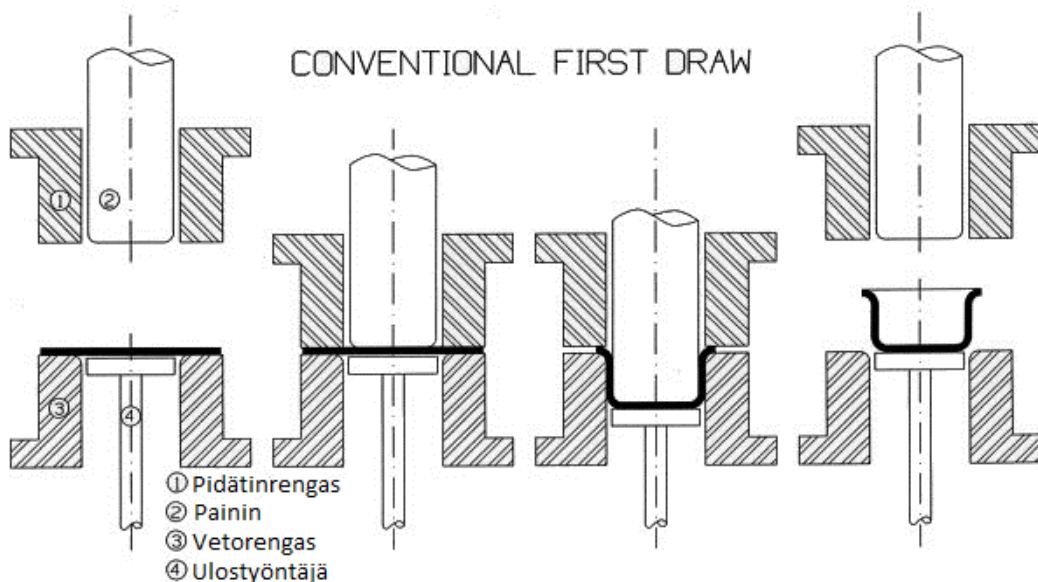 CONVENTIONAL FIRST DRAW
1
2
3
4
① Pidätinrengas
② Painin
③ Vetorengas
④ Ulostyöntäjä